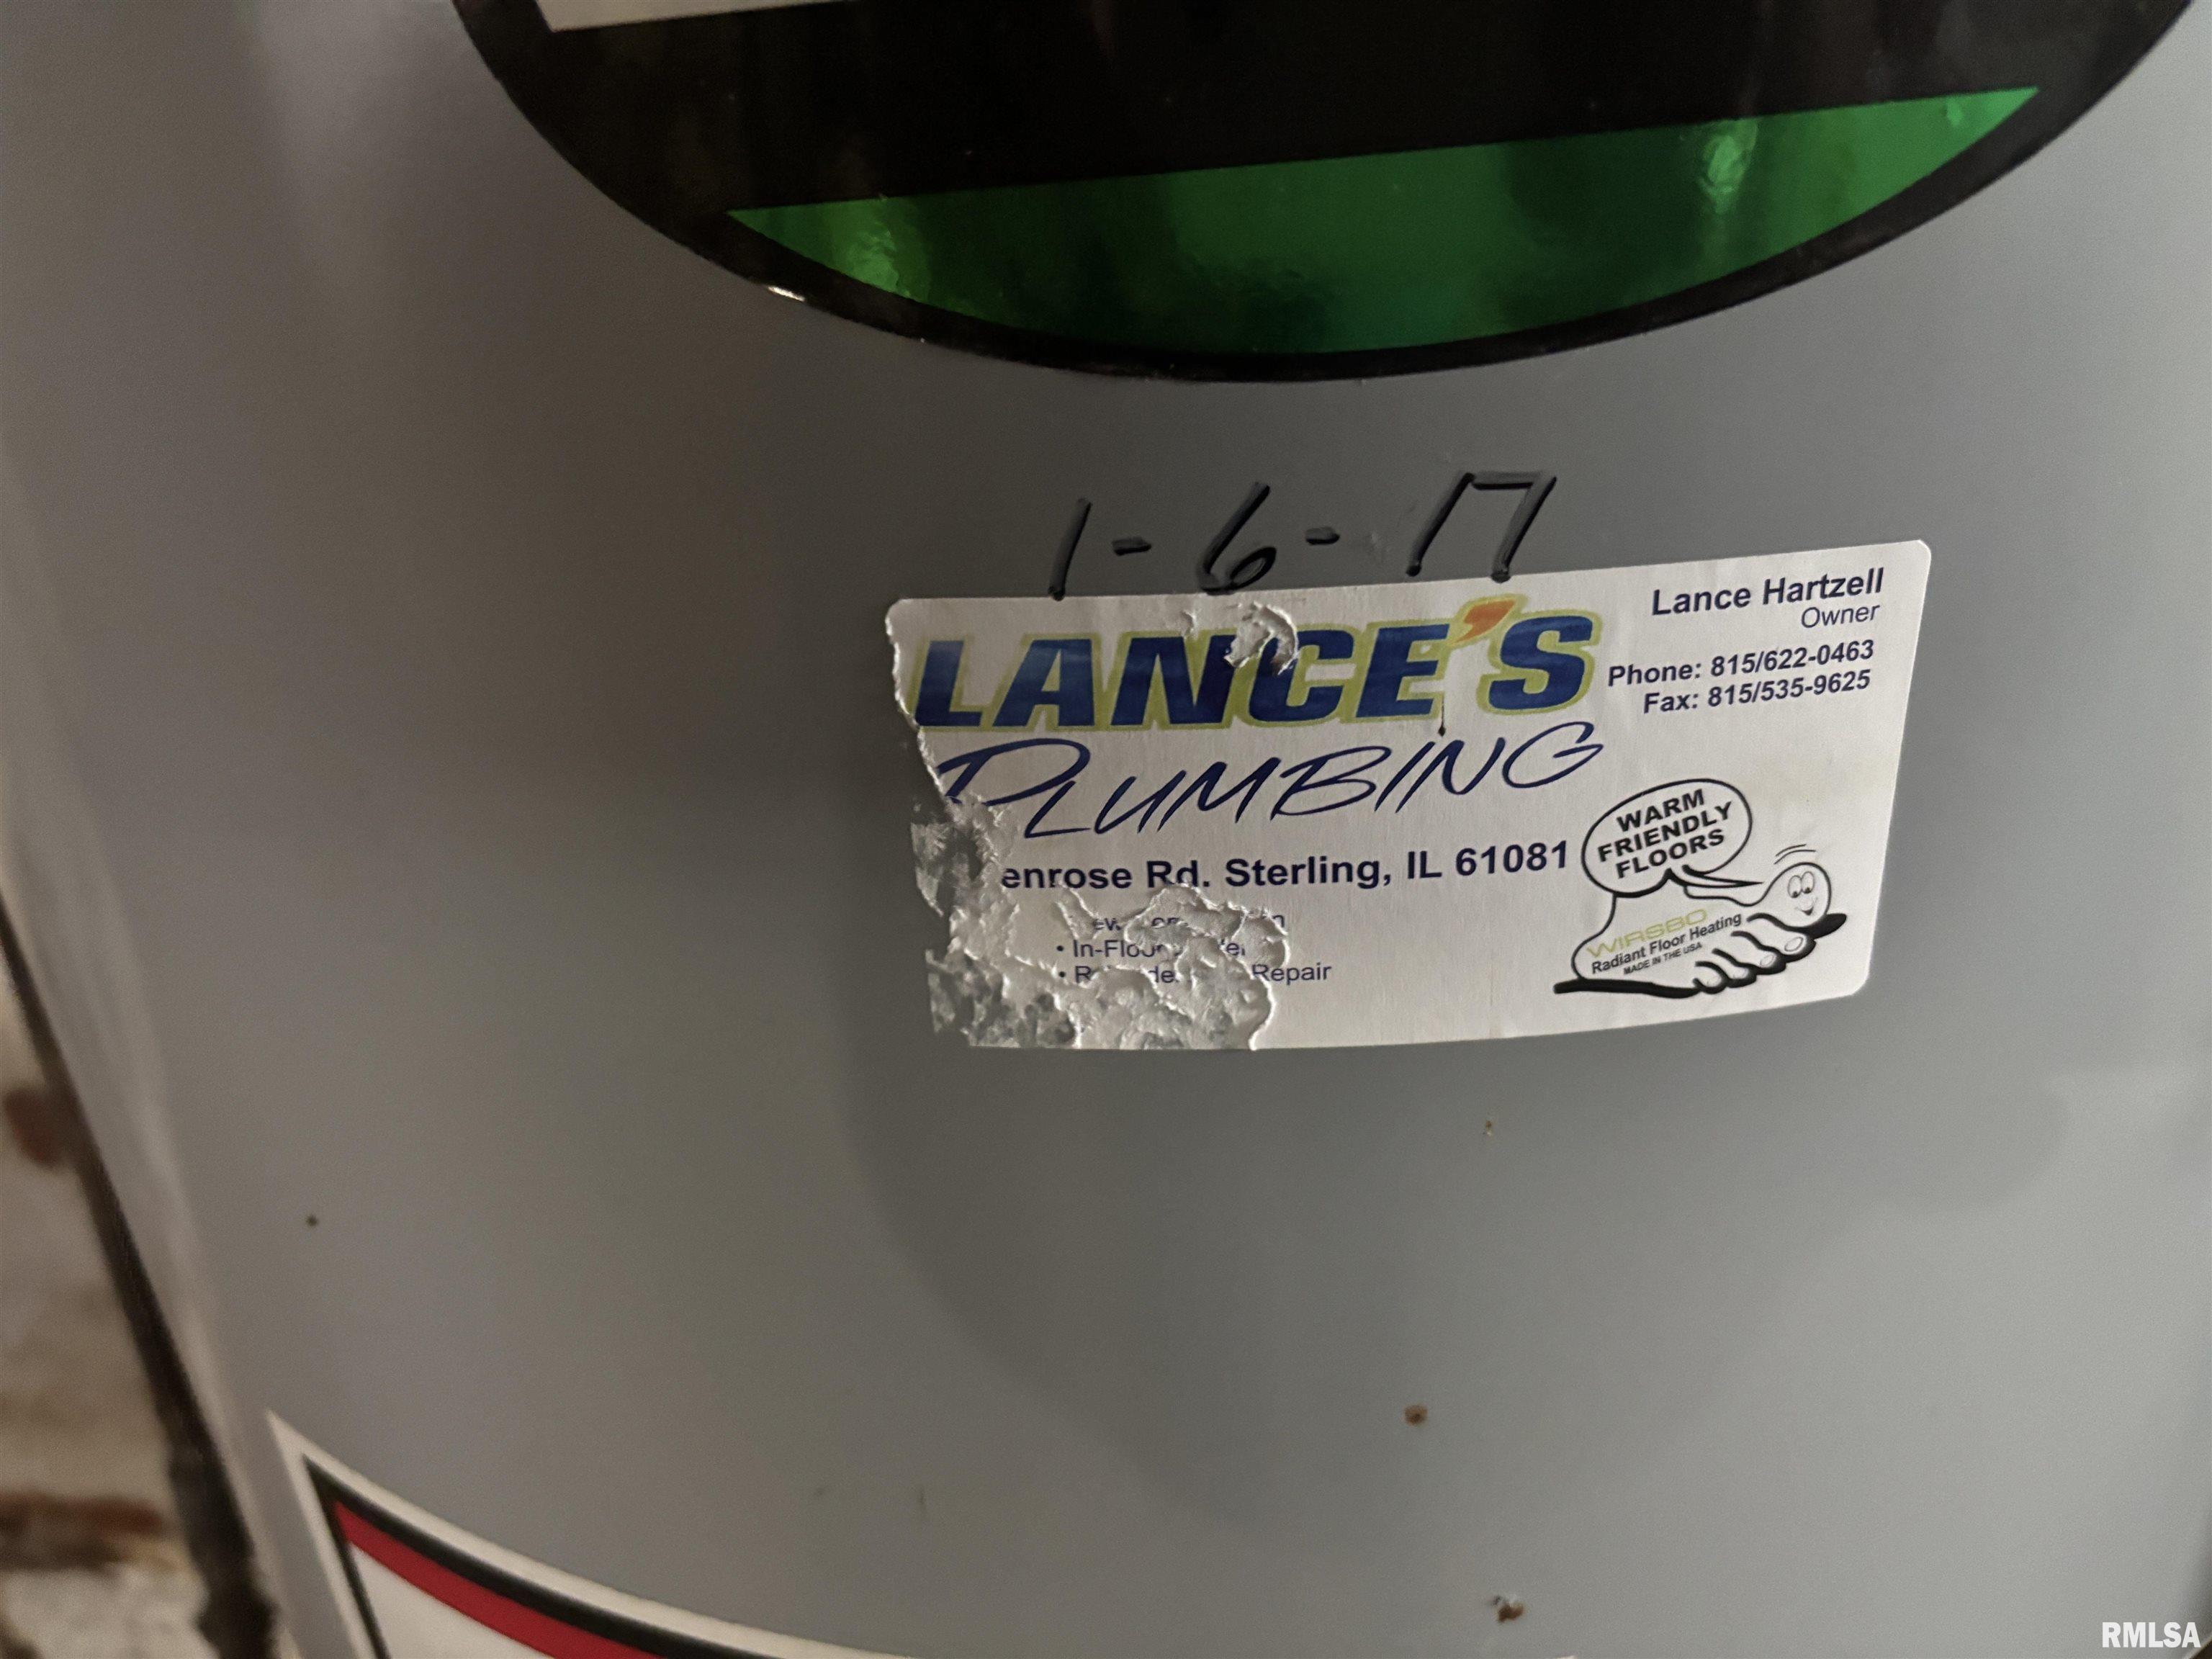 1-6-17
LANCE'S
PLUMBING
Lance Hartzell
Owner
Phone: 815/622-0463
Fax: 815/535-9625
enrose Rd. Sterling, IL 61081
• In-Floor
• Repair
WARM
FRIENDLY
FLOORS
WIRSBO
Radiant Floor Heating
MADE IN THE USA
RMLSA